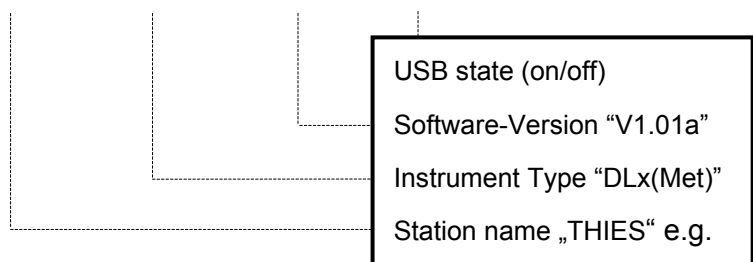 USB state (on/off)
Software-Version “V1.01a”
Instrument Type “DLx(Met)”
Station name „THIES“ e.g.